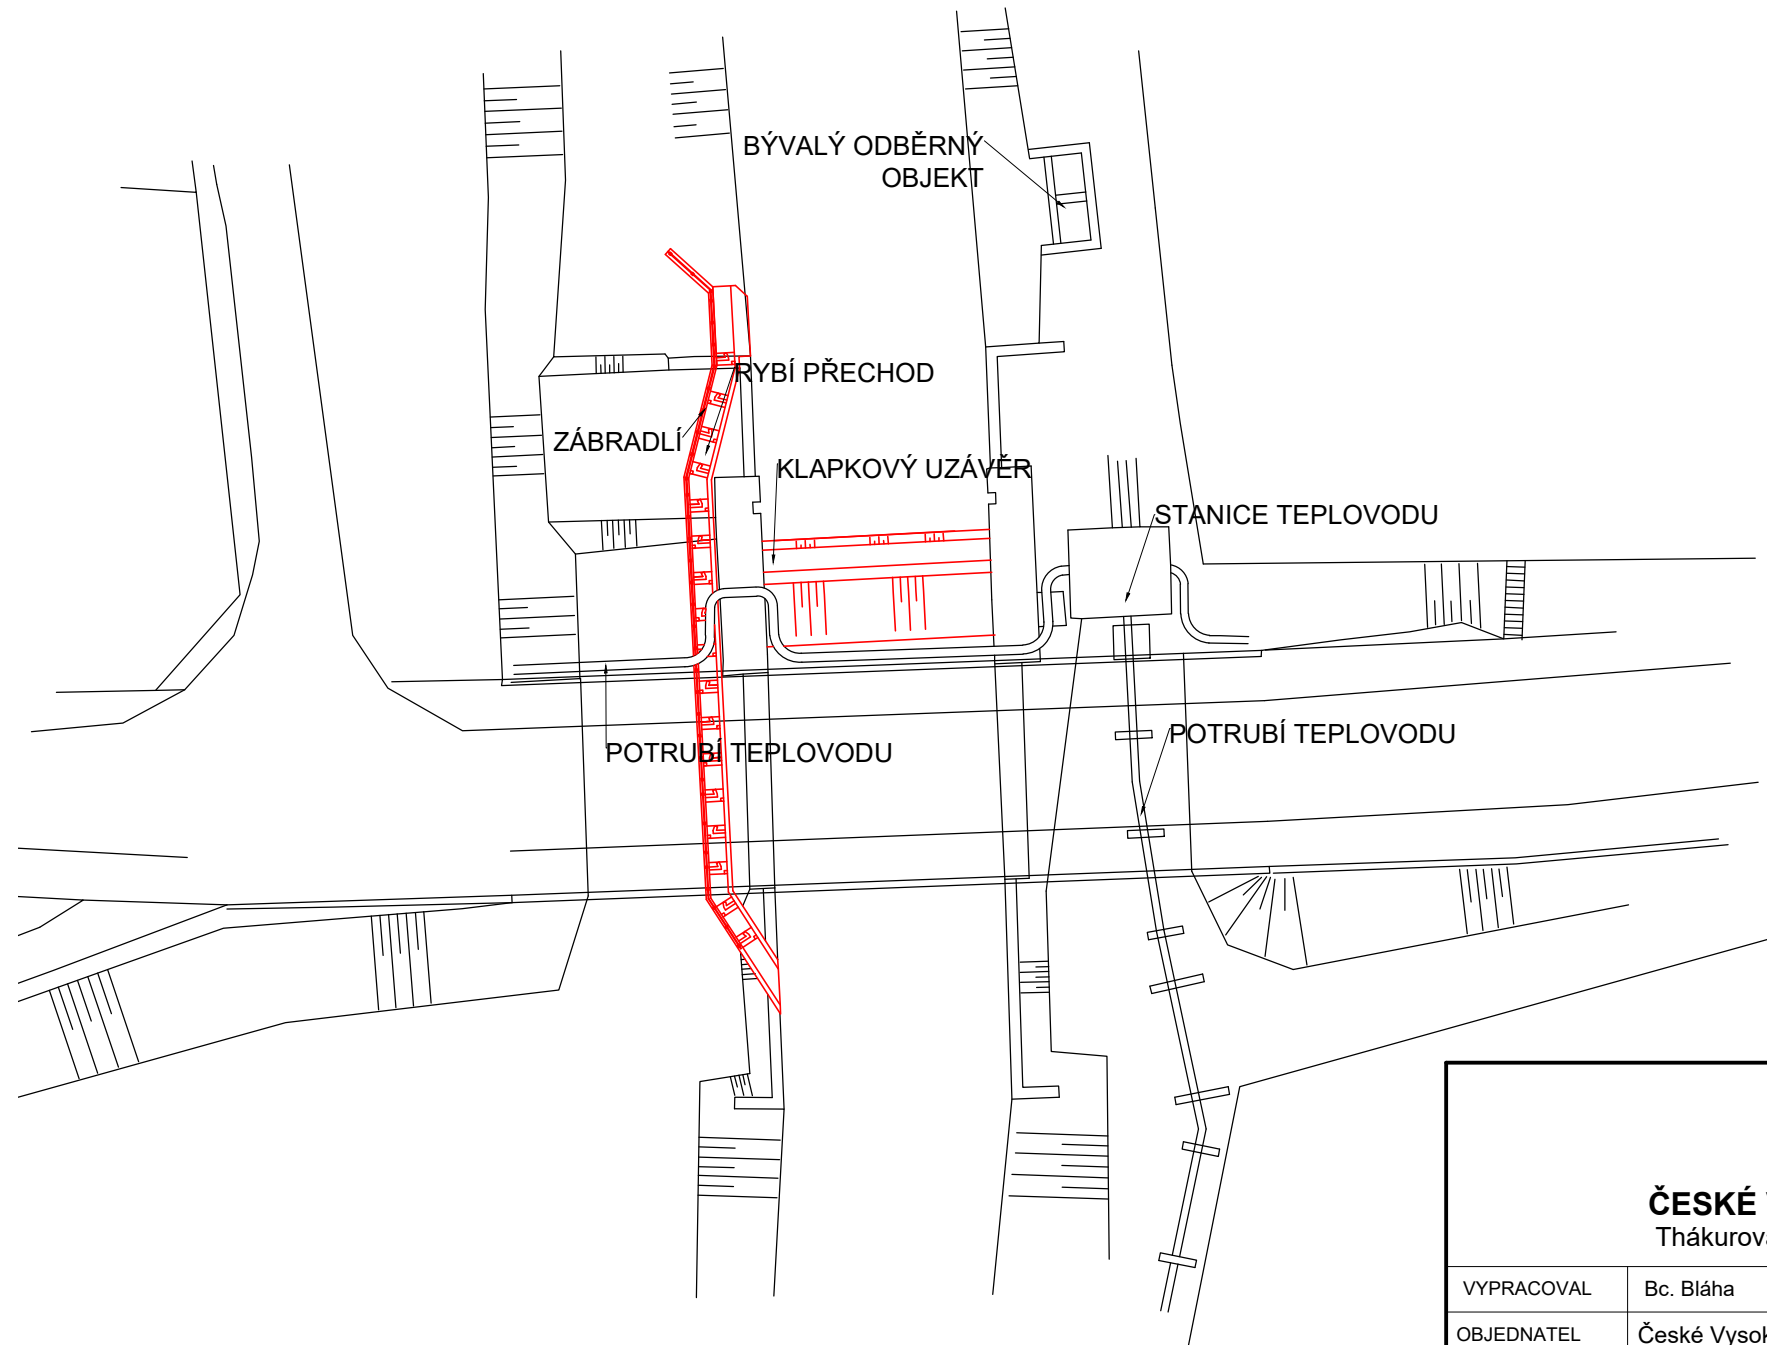 BÝVALÝ ODBĚRNÝ
OBJEKT
RYBÍ PŘECHOD
ZÁBRADLÍ
KLAPKOVÝ UZÁVĚR
STANICE TEPLOVODU
POTRUBÍ TEPLOVODU
POTRUBÍ TEPLOVODU
ČESKÉ
Thákurova
VYPRACOVAL Bc. Bláha
OBJEDNATEL České Vysok